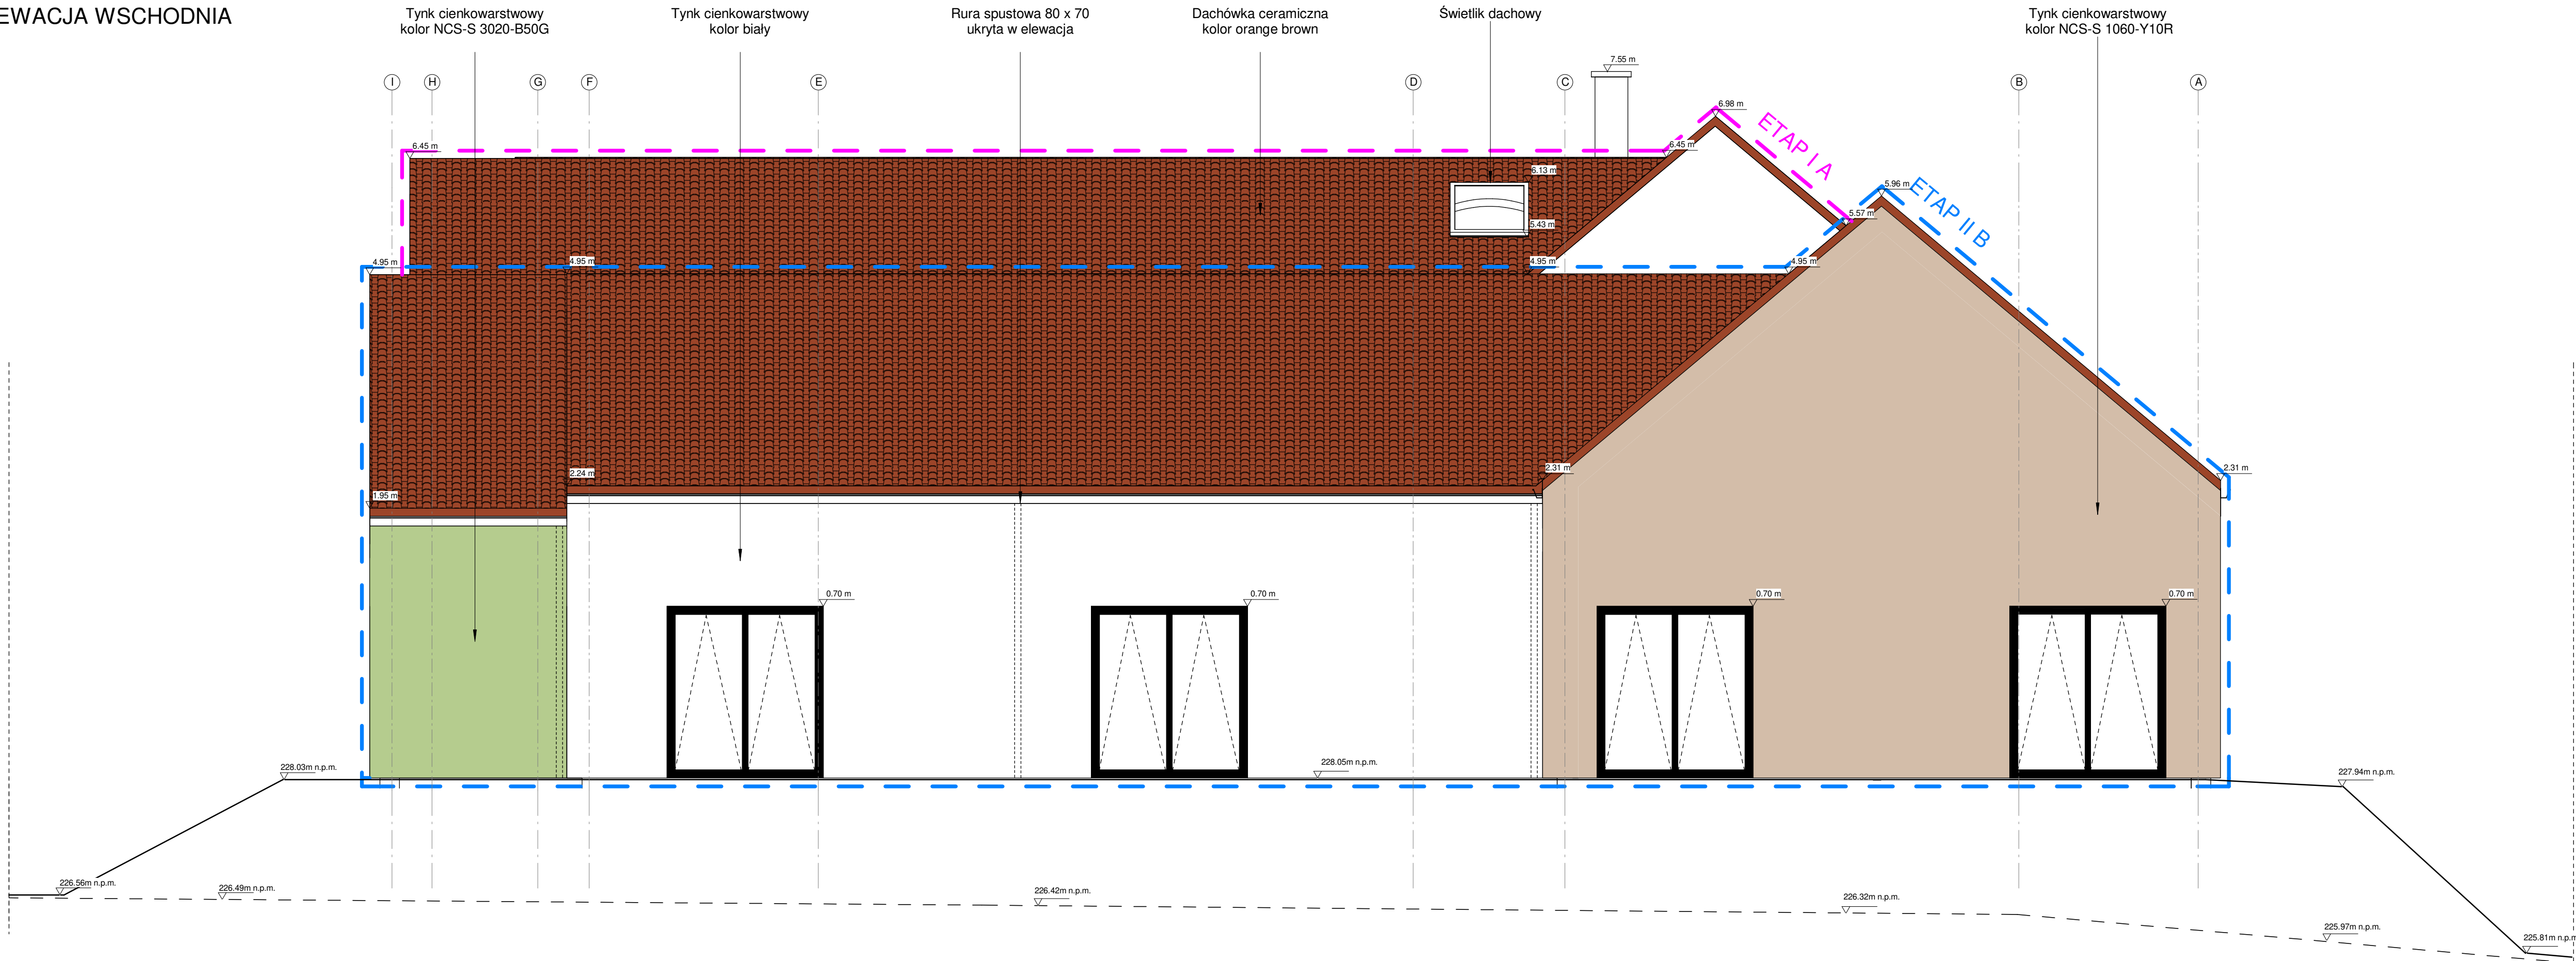 EWACJA WSCHODNIA
Tynk cienkowarstwowy
kolor NCS-S 3020-B50G
Tynk cienkowarstwowy
kolor biały
Rura spustowa 80 x 70
ukryta w elewacja
Dachówka ceramiczna
kolor orange brown
Świetlik dachowy
Tynk cienkowarstwowy
kolor NCS-S 1060-Y10R
7.55 m
I
H
G
F
E
D
C
B
A
6.98 m
ETAP I A
6.45 m
6.45 m
6.13 m
5.96 m
ETAP II B
5.57 m
5.43 m
4.95 m
4.95 m
4.95 m
4.95 m
2.24 m
2.31 m
2.31 m
1.95 m
0.70 m
0.70 m
0.70 m
0.70 m
228.03m n.p.m.
228.05m n.p.m.
227.94m n.p.m.
226.56m n.p.m.
226.49m n.p.m.
226.42m n.p.m.
226.32m n.p.m.
225.97m n.p.m.
225.81m n.p.m